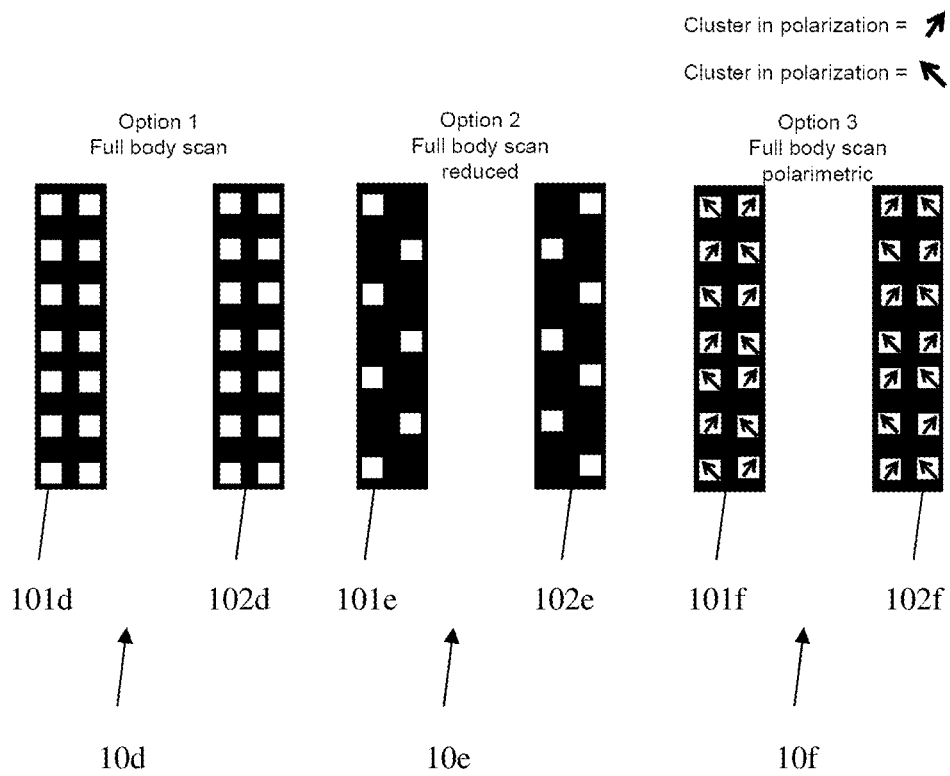 Cluster in polarization =
Cluster in polarization =
Option 1
Full body scan
Option 2
Full body scan
reduced
Option 3
Full body scan
polarimetric
101d
102d
101e
102e
101f
102f
10d
10e
10f